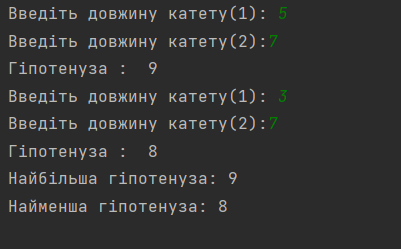 Введіть довжину катету(1): 5
Введіть довжину катету(2):7
Гіпотенуза :  9
Введіть довжину катету(1): 3
Введіть довжину катету(2):7
Гіпотенуза :  8
Найбільша гіпотенуза: 9
Найменша гіпотенуза: 8